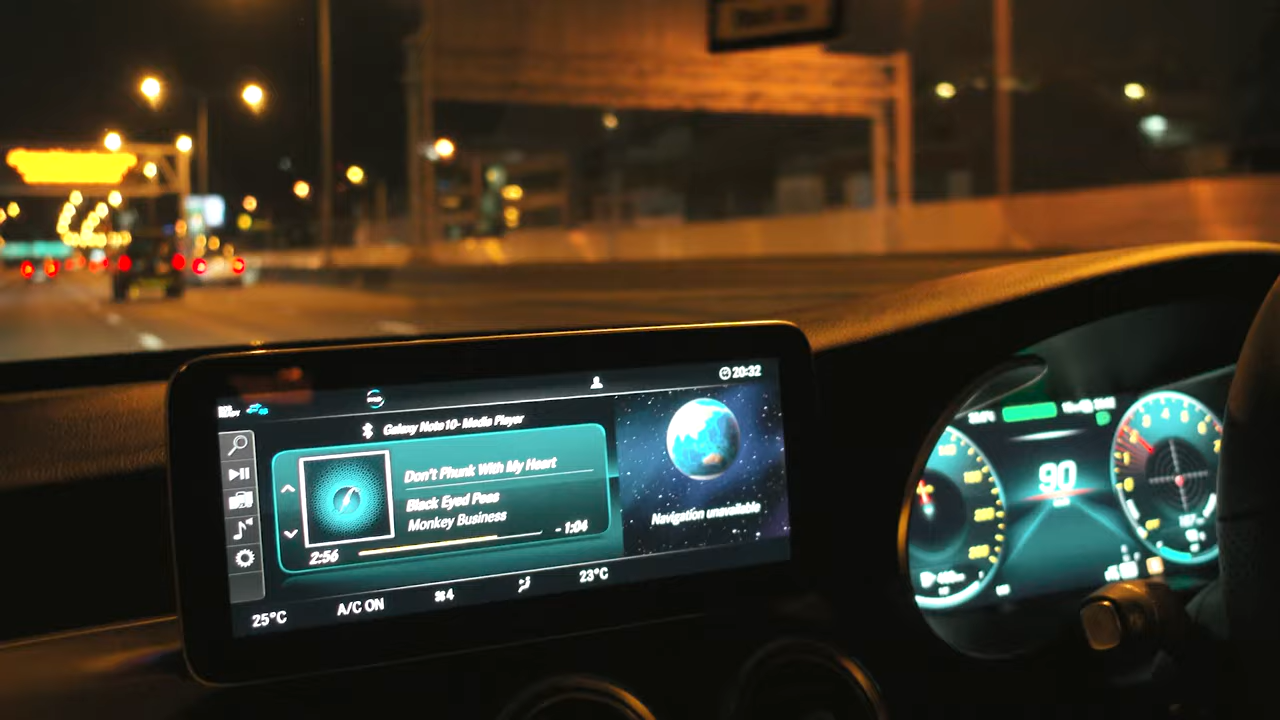 20:32
Galaxy Note10- Media Player
Don't Phunk With My Heart
Black Eyed Peas
Monkey Business
2:56
- 1:04
Navigation unavailable
25°C
A/C ON
4
23°C
90